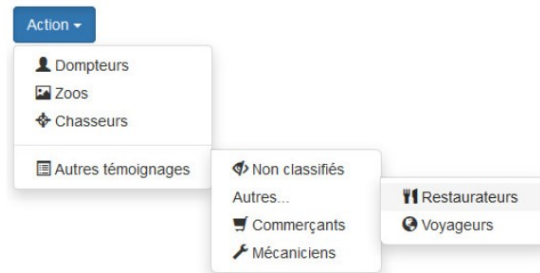 Action
Dompteurs
Zoos
Chasseurs
Autres témoignages
Non classifiés
Autres...
Commerçants
Mécaniciens
Restaurateurs
Voyageurs